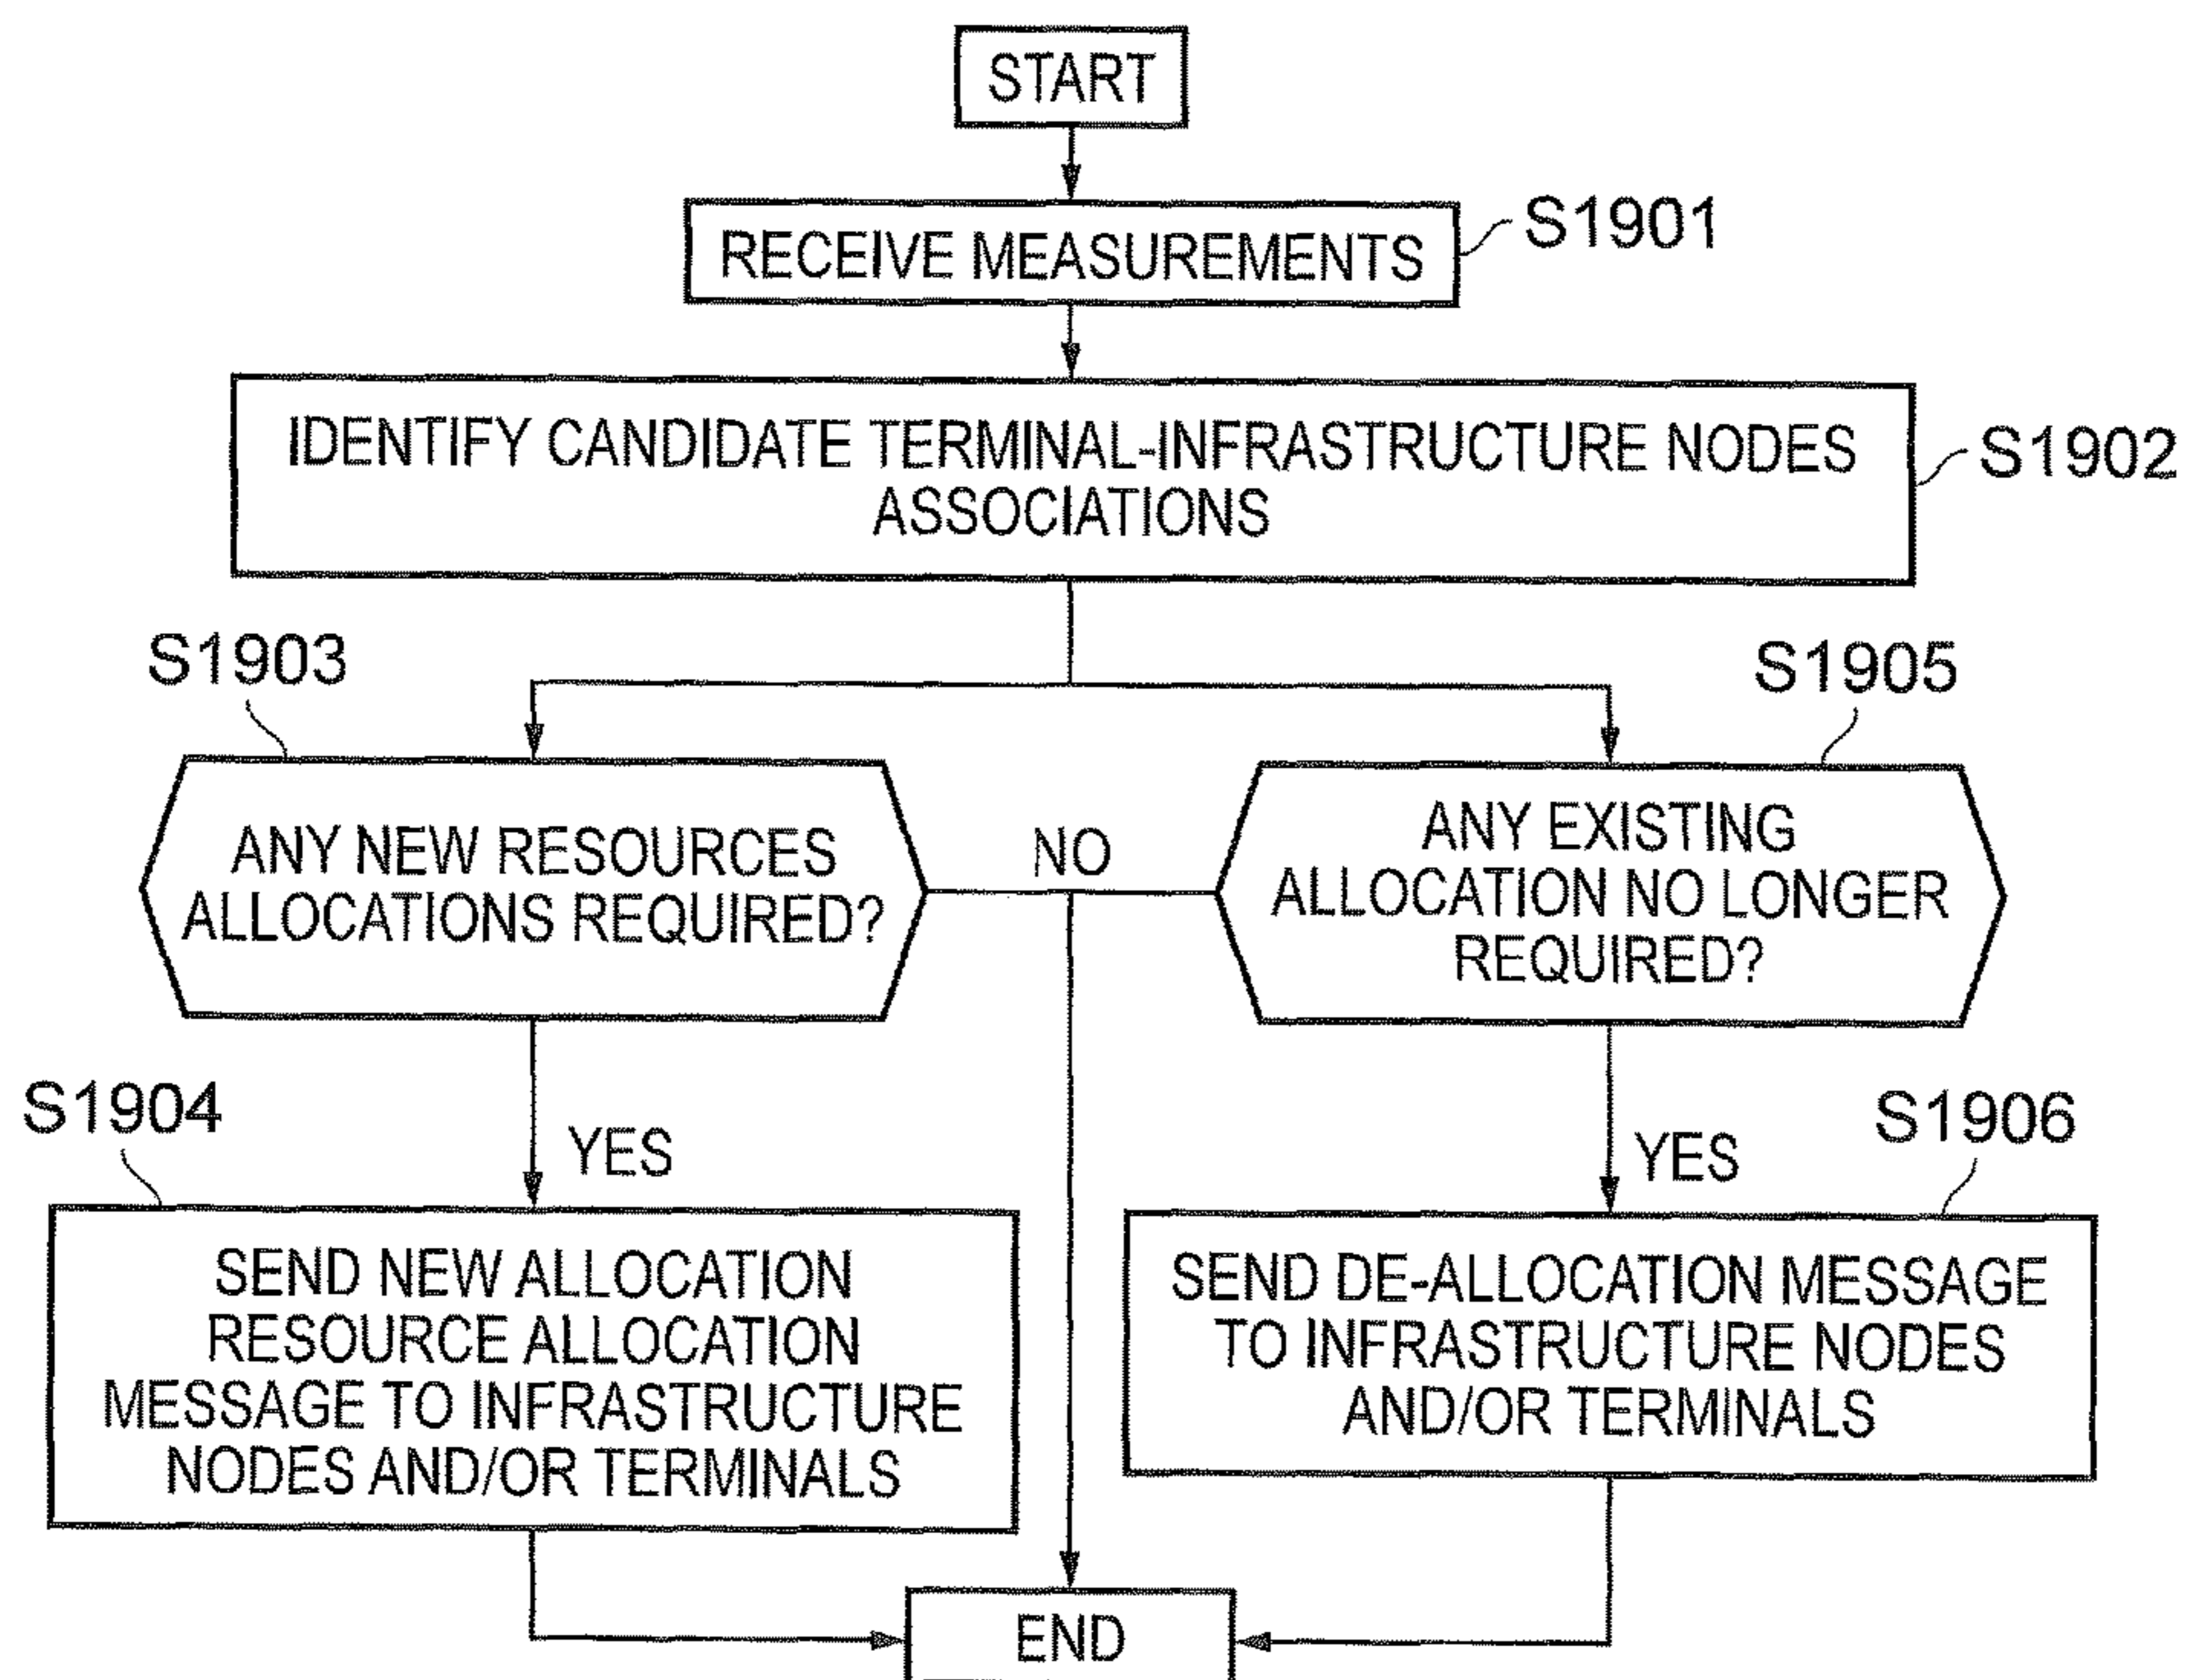 START
RECEIVE MEASUREMENTS
S1901
IDENTIFY CANDIDATE TERMINAL-INFRASTRUCTURE NODES
ASSOCIATIONS
S1902
S1903
S1905
ANY NEW RESOURCES
ALLOCATIONS REQUIRED?
NO
ANY EXISTING
ALLOCATION NO LONGER
REQUIRED?
S1904
YES
YES
S1906
SEND NEW ALLOCATION
RESOURCE ALLOCATION
MESSAGE TO INFRASTRUCTURE
NODES AND/OR TERMINALS
SEND DE-ALLOCATION MESSAGE
TO INFRASTRUCTURE NODES
AND/OR TERMINALS
END